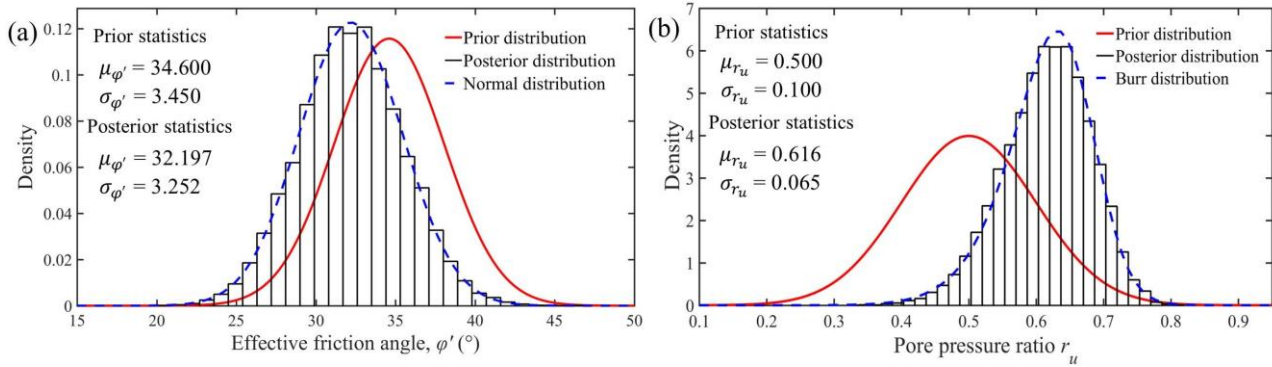 (a)
Prior statistics
μφ′ = 34.600
σφ′ = 3.450
Posterior statistics
μφ′ = 32.197
σφ′ = 3.252
Prior distribution
Posterior distribution
Normal distribution
Density
0.12
0.1
0.08
0.06
0.04
0.02
0
15 20 25 30 35 40 45 50
Effective friction angle, φ′ (°)
(b)
Prior statistics
μrᵤ = 0.500
σrᵤ = 0.100
Posterior statistics
μrᵤ = 0.616
σrᵤ = 0.065
Prior distribution
Posterior distribution
Burr distribution
Density
7
6
5
4
3
2
1
0
0.1 0.2 0.3 0.4 0.5 0.6 0.7 0.8 0.9
Pore pressure ratio rᵤ